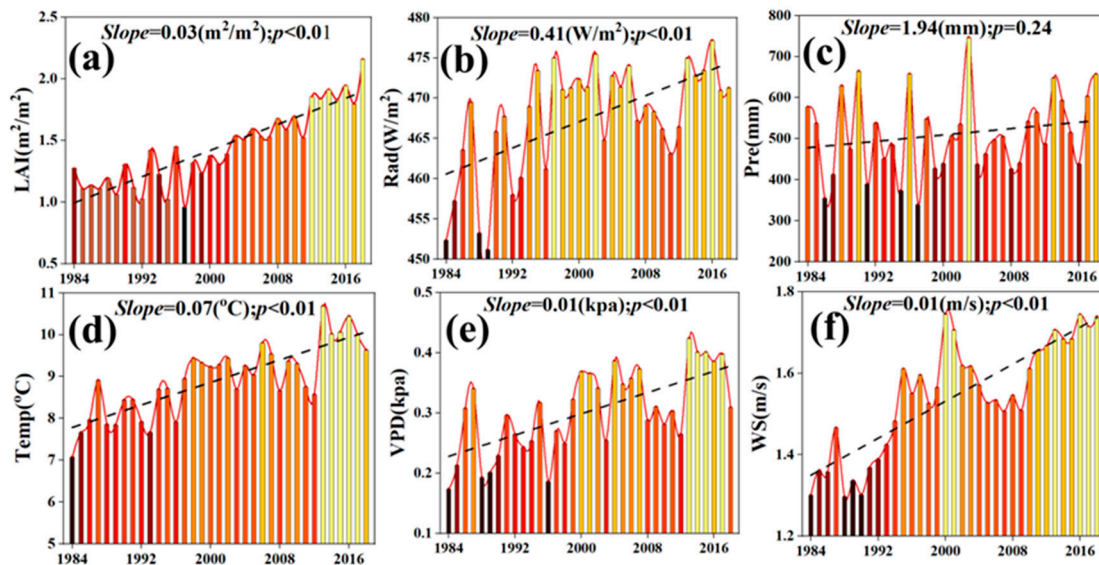 Slope=0.03(m²/m²);p<0.01
(a)
LAI(m²/m²)
2.5
2.0
1.5
1.0
0.5
1984 1992 2000 2008 2016
Slope=0.41(W/m²);p<0.01
(b)
Rad(W/m²)
480
475
470
465
460
455
450
1984 1992 2000 2008 2016
Slope=1.94(mm);p=0.24
(c)
Pre(mm)
800
700
600
500
400
300
200
1984 1992 2000 2008 2016
Slope=0.07(°C);p<0.01
(d)
Temp(°C)
11
10
9
8
7
6
5
1984 1992 2000 2008 2016
Slope=0.01(kpa);p<0.01
(e)
VPD(kpa)
0.5
0.4
0.3
0.2
0.1
1984 1992 2000 2008 2016
Slope=0.01(m/s);p<0.01
(f)
WS(m/s)
1.8
1.6
1.4
1.2
1984 1992 2000 2008 2016